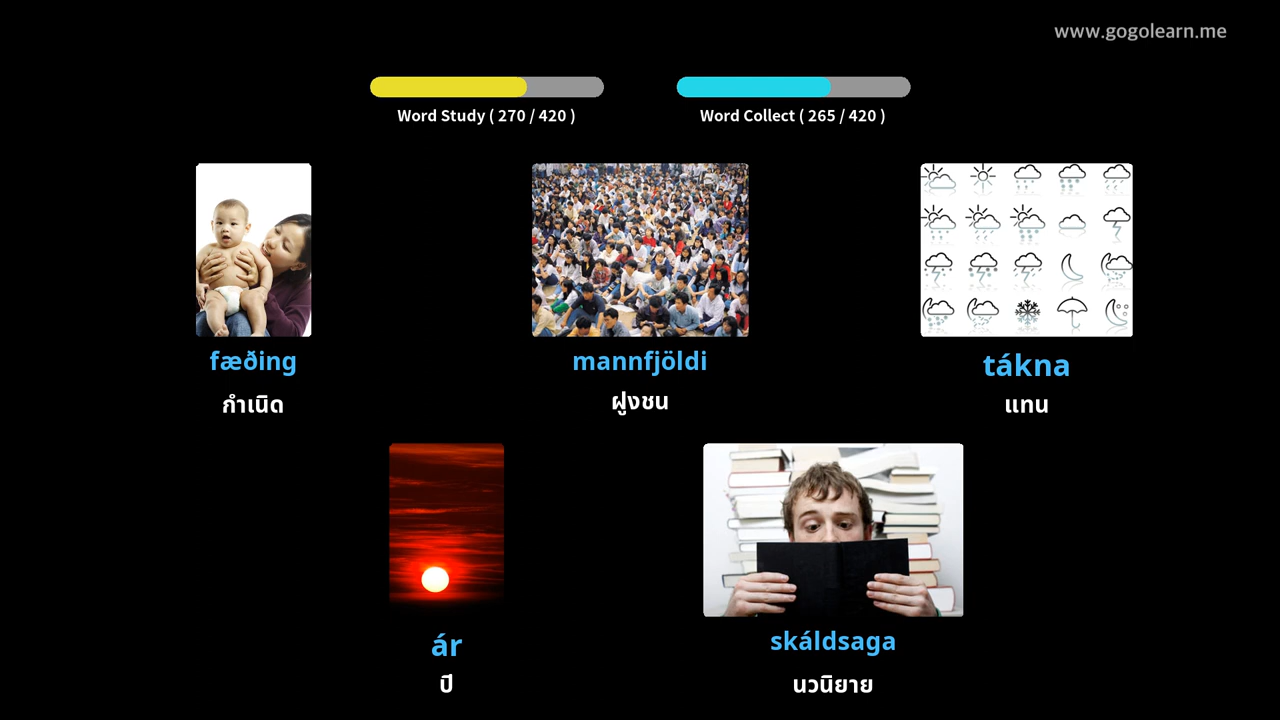 www.gogolearn.me
Word Study ( 270 / 420 )
Word Collect ( 265 / 420 )
fæðing
กำเนิด
mannfjöldi
ฝูงชน
tákna
แทน
ár
ปี
skáldsaga
นวนิยาย